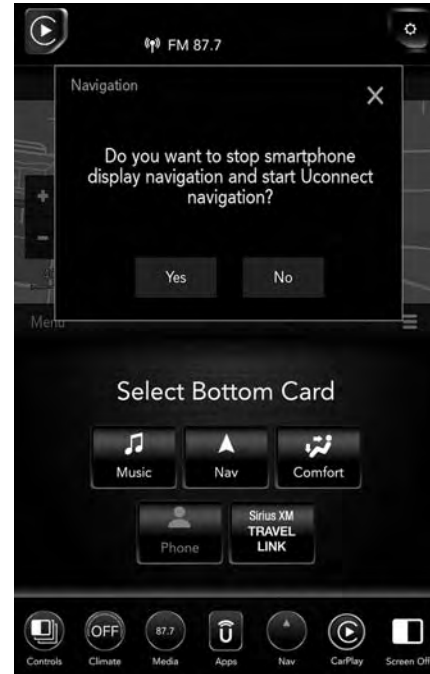 FM 87.7
Navigation
Do you want to stop smartphone
display navigation and start Uconnect
navigation?
Yes
No
Menu
Select Bottom Card
Music
Nav
Comfort
Phone
Sirius XM
TRAVEL
LINK
OFF
87.7
Controls
Climate
Media
Apps
Nav
CarPlay
Screen Off